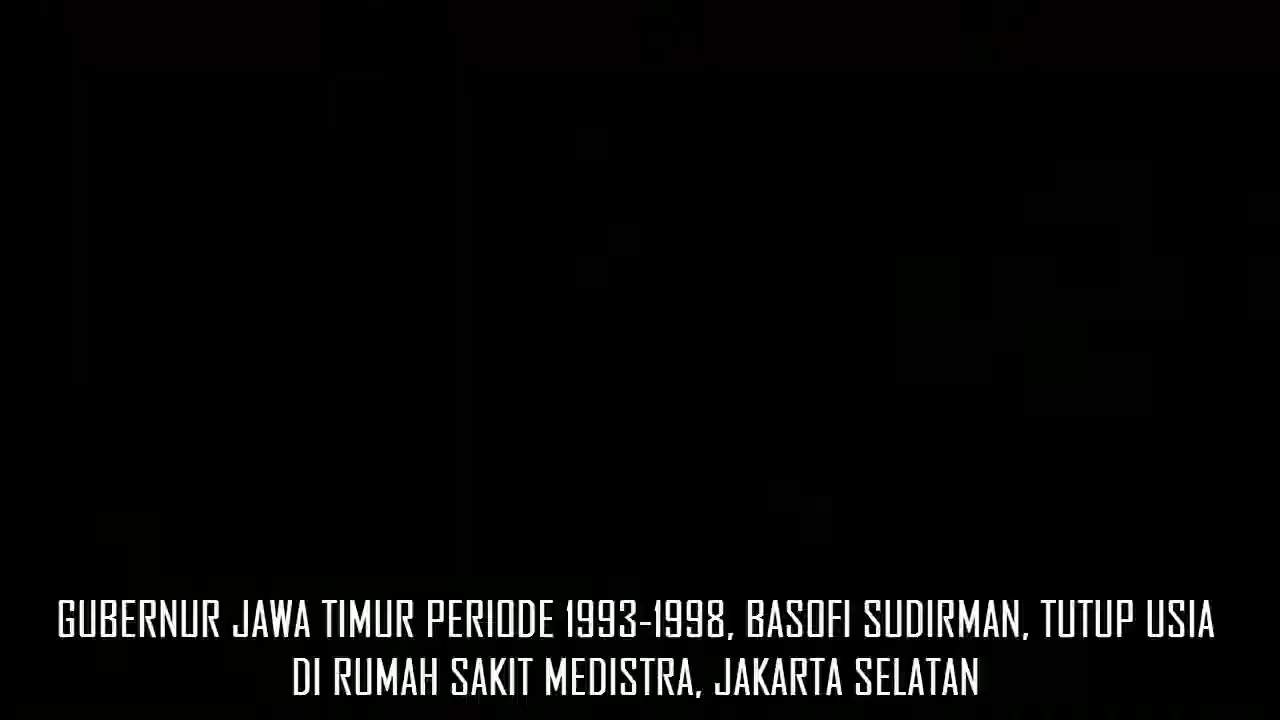 GUBERNUR JAWA TIMUR PERIODE 1993-1998, BASOFI SUDIRMAN, TUTUP USIA
DI RUMAH SAKIT MEDISTRA, JAKARTA SELATAN